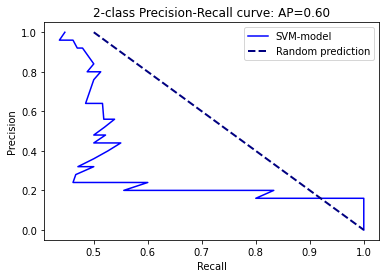 2-class Precision-Recall curve: AP=0.60
SVM-model
Random prediction
Precision
1.0
0.8
0.6
0.4
0.2
0.0
0.5
0.6
0.7
0.8
0.9
1.0
Recall